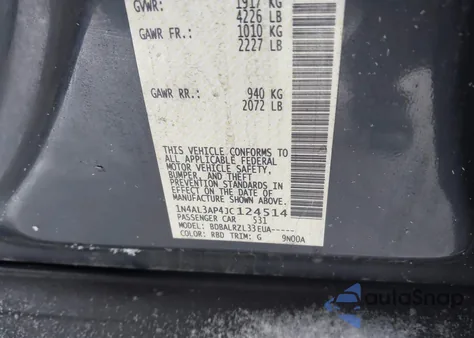 GVWR: 1917 KG
4226 LB
GAWR FR.: 1010 KG
2227 LB
GAWR RR.: 940 KG
2072 LB
THIS VEHICLE CONFORMS TO
ALL APPLICABLE FEDERAL
MOTOR VEHICLE SAFETY,
BUMPER, AND THEFT
PREVENTION STANDARDS IN
EFFECT ON THE DATE OF
MANUFACTURE SHOWN ABOVE.
1N4AL3AP4JC124514
PASSENGER CAR 531
MODEL: BDBALRZL33EUA-----
COLOR: RBD TRIM: G 9N00A
AutoSnap